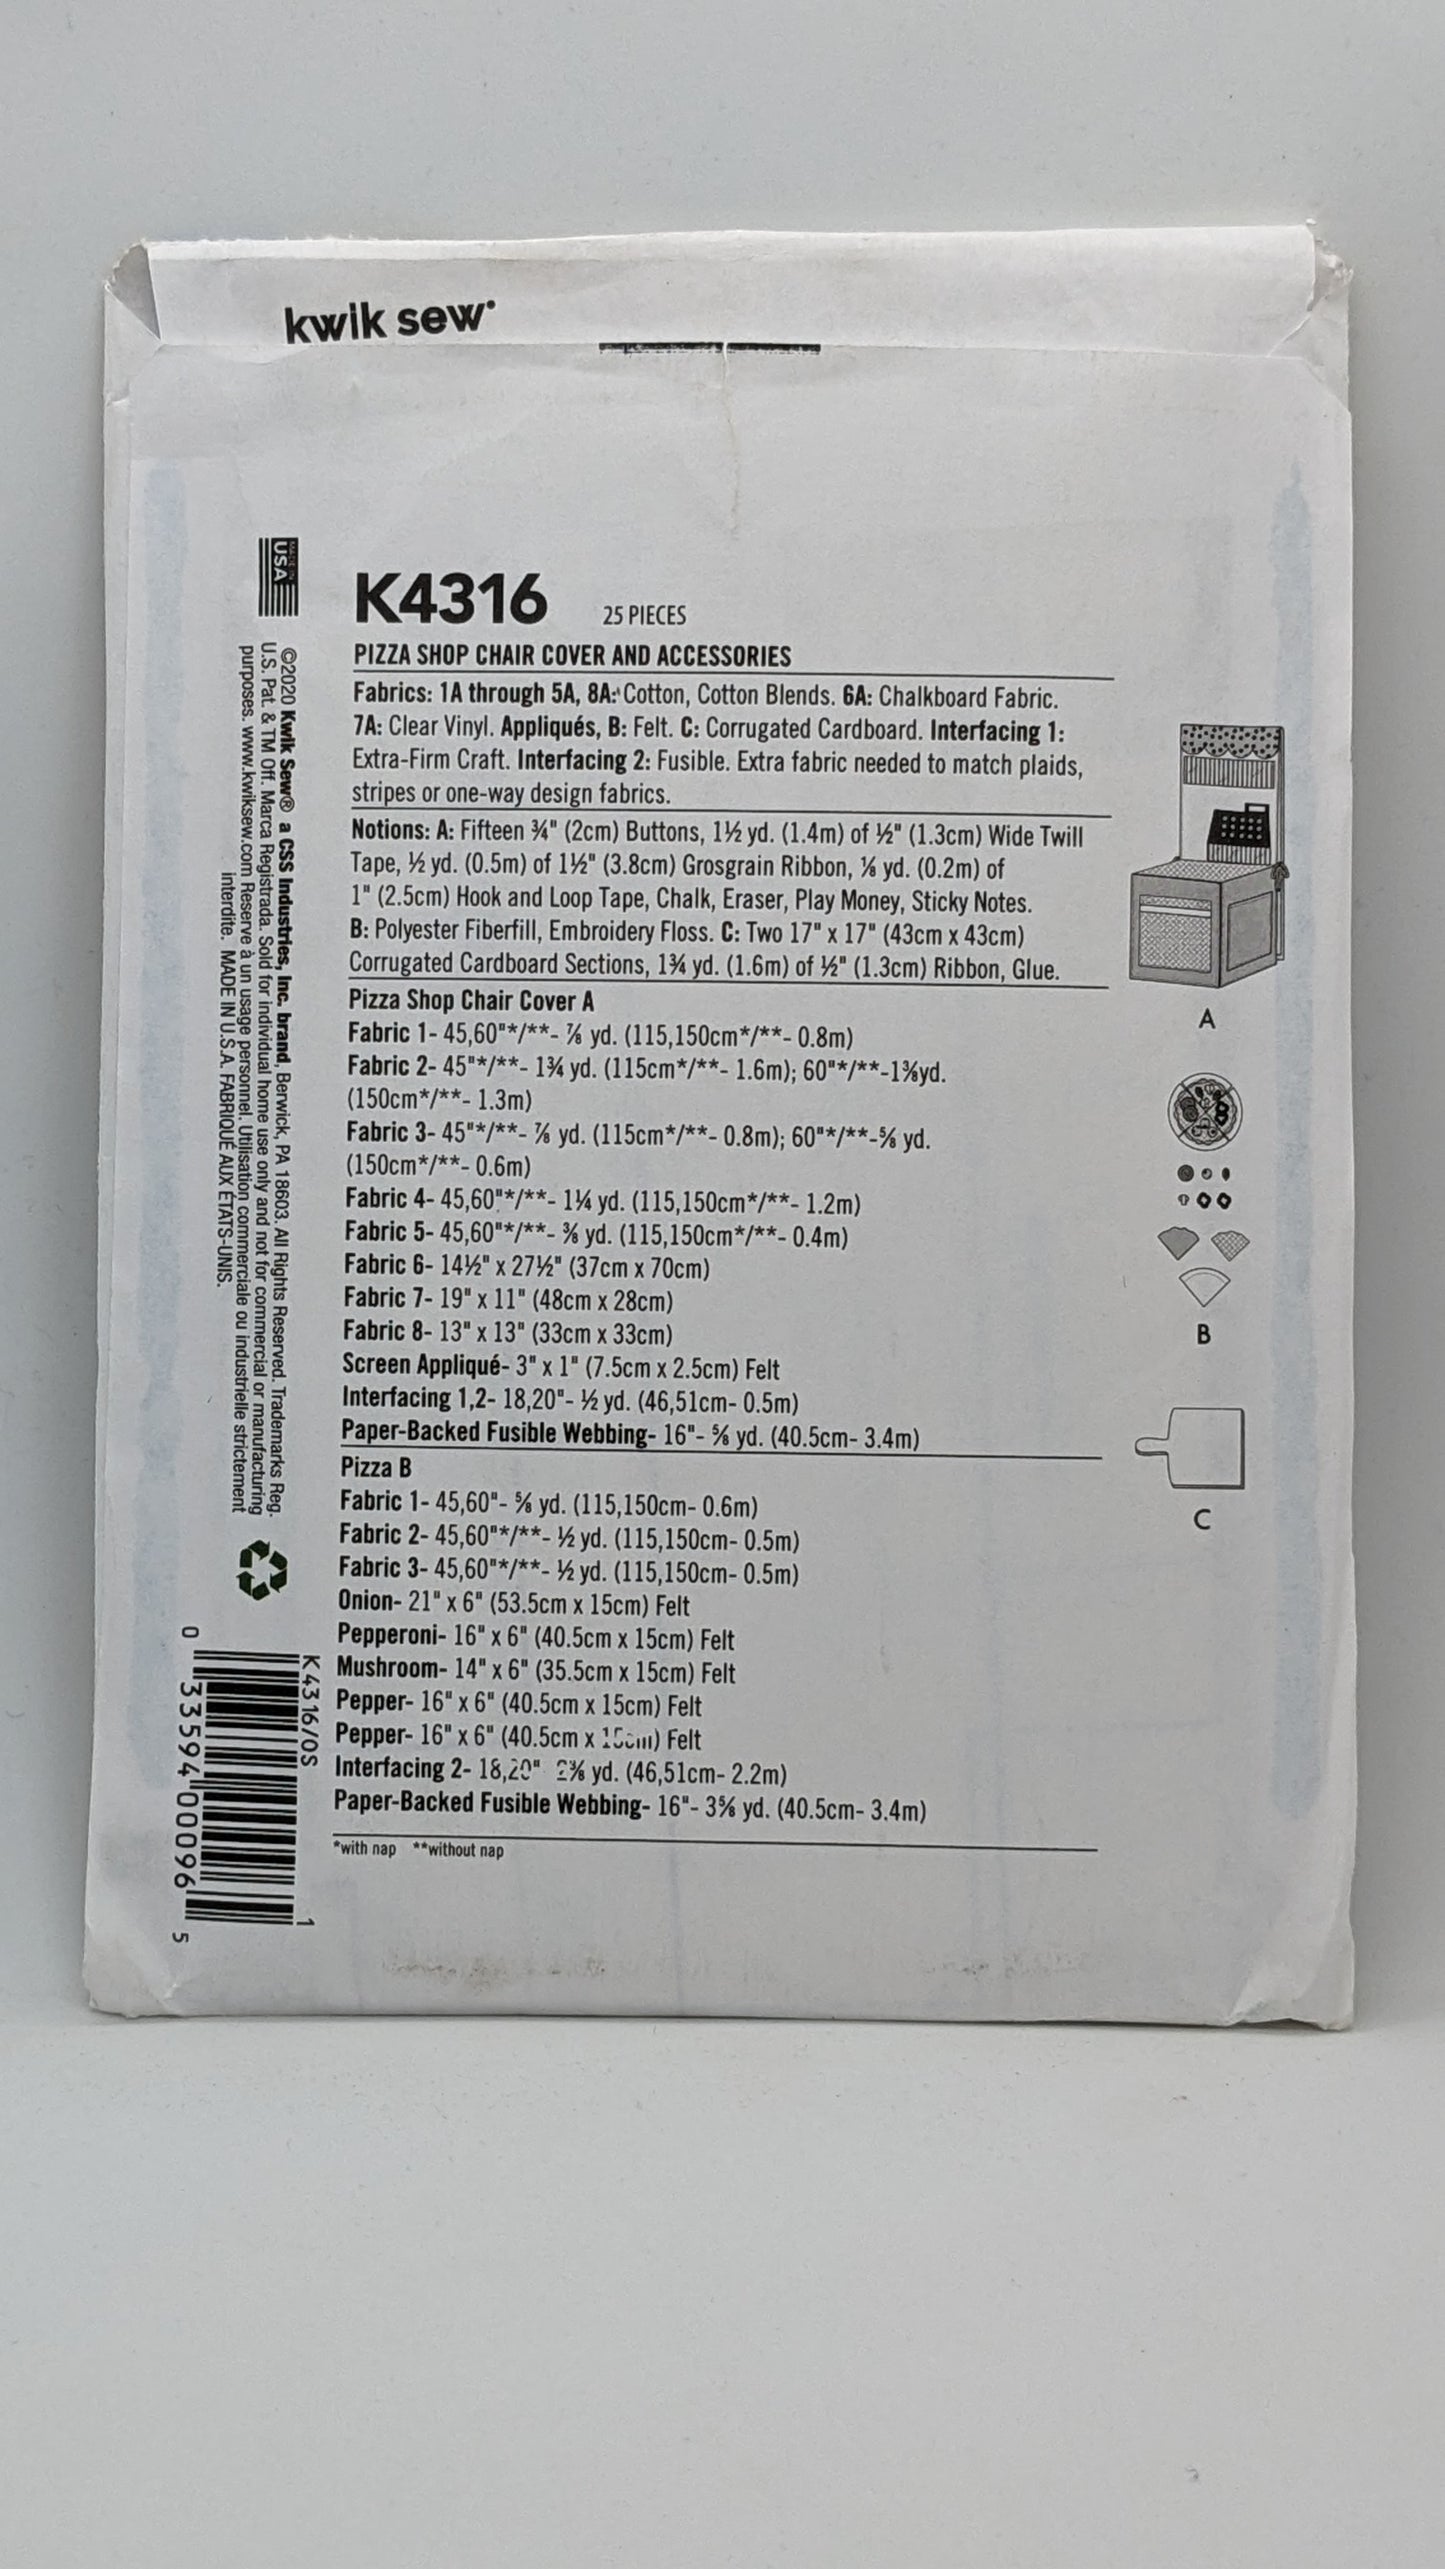 kwik sew®
K4316 25 PIECES
PIZZA SHOP CHAIR COVER AND ACCESSORIES
Fabrics: 1A through 5A, 8A: Cotton, Cotton Blends. 6A: Chalkboard Fabric.
7A: Clear Vinyl. Appliqués, B: Felt. C: Corrugated Cardboard. Interfacing 1:
Extra-Firm Craft. Interfacing 2: Fusible. Extra fabric needed to match plaids,
stripes or one-way design fabrics.
Notions: A: Fifteen ¾" (2cm) Buttons, 1½ yd. (1.4m) of ½" (1.3cm) Wide Twill
Tape, ½ yd. (0.5m) of 1½" (3.8cm) Grosgrain Ribbon, ⅛ yd. (0.2m) of
1" (2.5cm) Hook and Loop Tape, Chalk, Eraser, Play Money, Sticky Notes.
B: Polyester Fiberfill, Embroidery Floss. C: Two 17" x 17" (43cm x 43cm)
Corrugated Cardboard Sections, 1¾ yd. (1.6m) of ½" (1.3cm) Ribbon, Glue.
Pizza Shop Chair Cover A
Fabric 1- 45,60"*/**- ⅞ yd. (115,150cm*/**- 0.8m)
Fabric 2- 45"*/**- 1¾ yd. (115cm*/**- 1.6m); 60"*/**-1⅜yd.
(150cm*/**- 1.3m)
Fabric 3- 45"*/**- ⅞ yd. (115cm*/**- 0.8m); 60"*/**-⅝ yd.
(150cm*/**- 0.6m)
Fabric 4- 45,60"*/**- 1¼ yd. (115,150cm*/**- 1.2m)
Fabric 5- 45,60"*/**- ⅜ yd. (115,150cm*/**- 0.4m)
Fabric 6- 14½" x 27½" (37cm x 70cm)
Fabric 7- 19" x 11" (48cm x 28cm)
Fabric 8- 13" x 13" (33cm x 33cm)
Screen Appliqué- 3" x 1" (7.5cm x 2.5cm) Felt
Interfacing 1,2- 18,20"- ½ yd. (46,51cm- 0.5m)
Paper-Backed Fusible Webbing- 16"- ⅝ yd. (40.5cm- 3.4m)
Pizza B
Fabric 1- 45,60"- ⅝ yd. (115,150cm- 0.6m)
Fabric 2- 45,60"*/**- ½ yd. (115,150cm- 0.5m)
Fabric 3- 45,60"*/**- ½ yd. (115,150cm- 0.5m)
Onion- 21" x 6" (53.5cm x 15cm) Felt
Pepperoni- 16" x 6" (40.5cm x 15cm) Felt
Mushroom- 14" x 6" (35.5cm x 15cm) Felt
Pepper- 16" x 6" (40.5cm x 15cm) Felt
Pepper- 16" x 6" (40.5cm x 15cm) Felt
Interfacing 2- 18,20" 2⅜ yd. (46,51cm- 2.2m)
Paper-Backed Fusible Webbing- 16"- 3⅝ yd. (40.5cm- 3.4m)
*with nap **without nap
A
B
C
MADE IN
USA
©2020 Kwik Sew® a CSS Industries, Inc. brand, Berwick, PA 18603. All Rights Reserved. Trademarks Reg.
U.S. Pat. & TM Off. Marca Registrada. Sold for individual home use only and not for commercial or manufacturing
purposes. www.kwiksew.com Reserve à un usage personnel. Utilisation commerciale ou industrielle strictement
interdite. MADE IN U.S.A. FABRIQUÉ AUX ÉTATS-UNIS.
K4316/OS
1
0 33594 00096 5